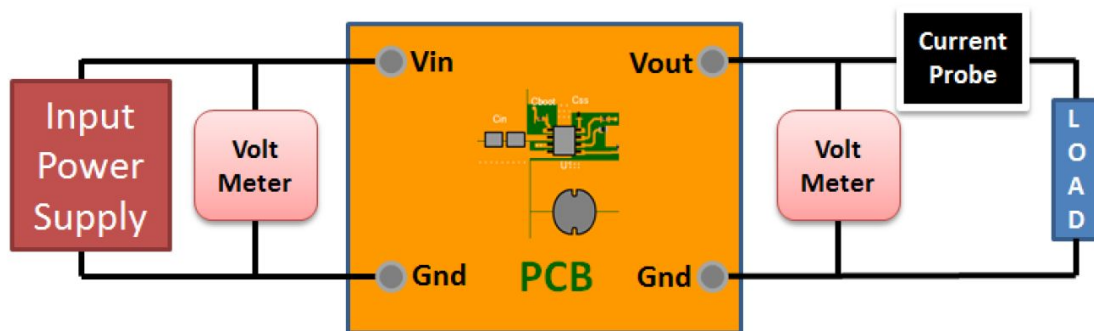 Input
Power
Supply
Volt
Meter
Vin
Gnd
Cin
Cboot
Css
U1
PCB
Vout
Gnd
Volt
Meter
Current
Probe
L
O
A
D